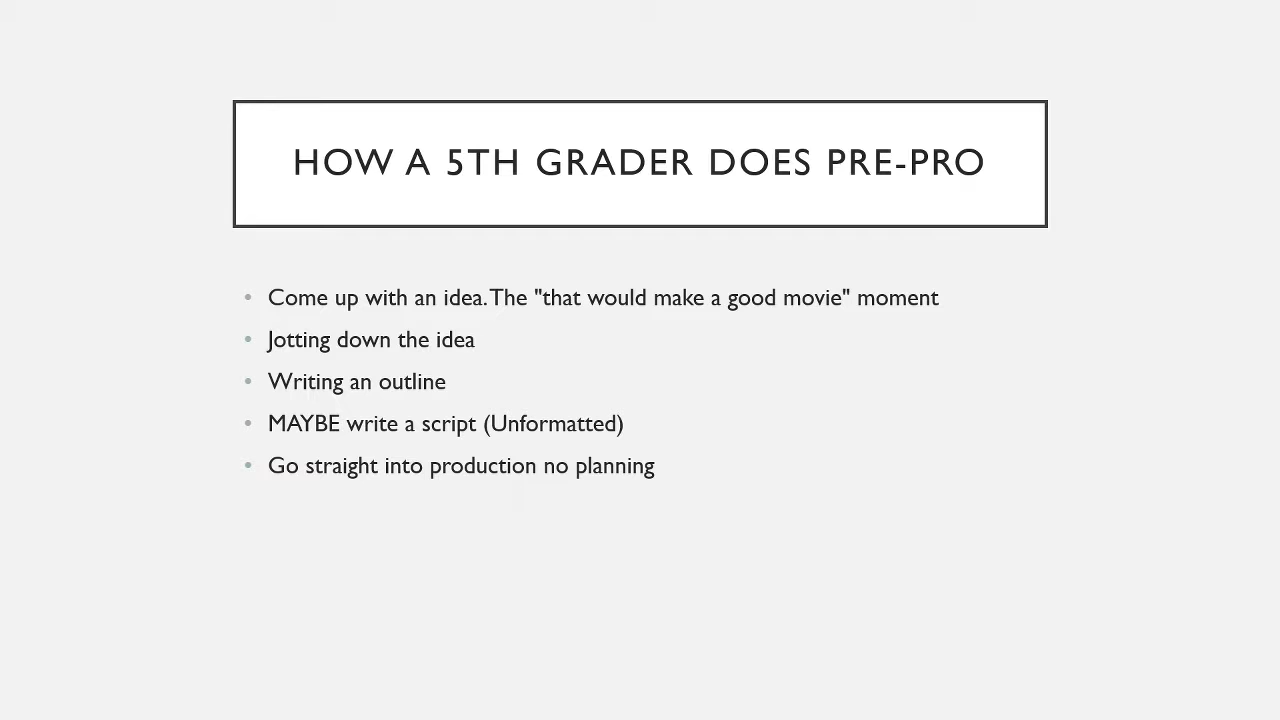 HOW A 5TH GRADER DOES PRE-PRO
• Come up with an idea. The "that would make a good movie" moment
• Jotting down the idea
• Writing an outline
• MAYBE write a script (Unformatted)
• Go straight into production no planning